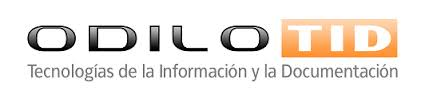 ODILO TID
Tecnologías de la Información y la Documentación